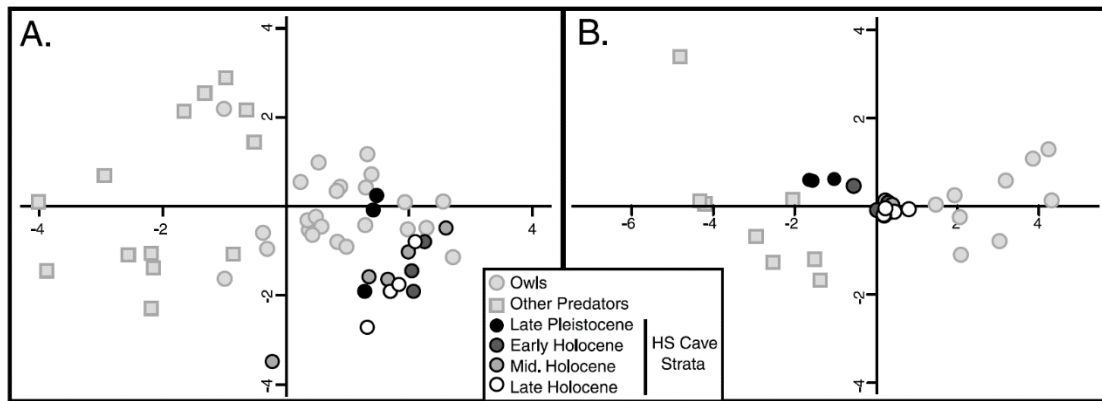 A.
4
2
-4
-2
4
-2
-4
Owls
Other Predators
Late Pleistocene
Early Holocene
Mid. Holocene
Late Holocene
HS Cave
Strata
B.
4
2
-6
-4
-2
2
4
-2
-4